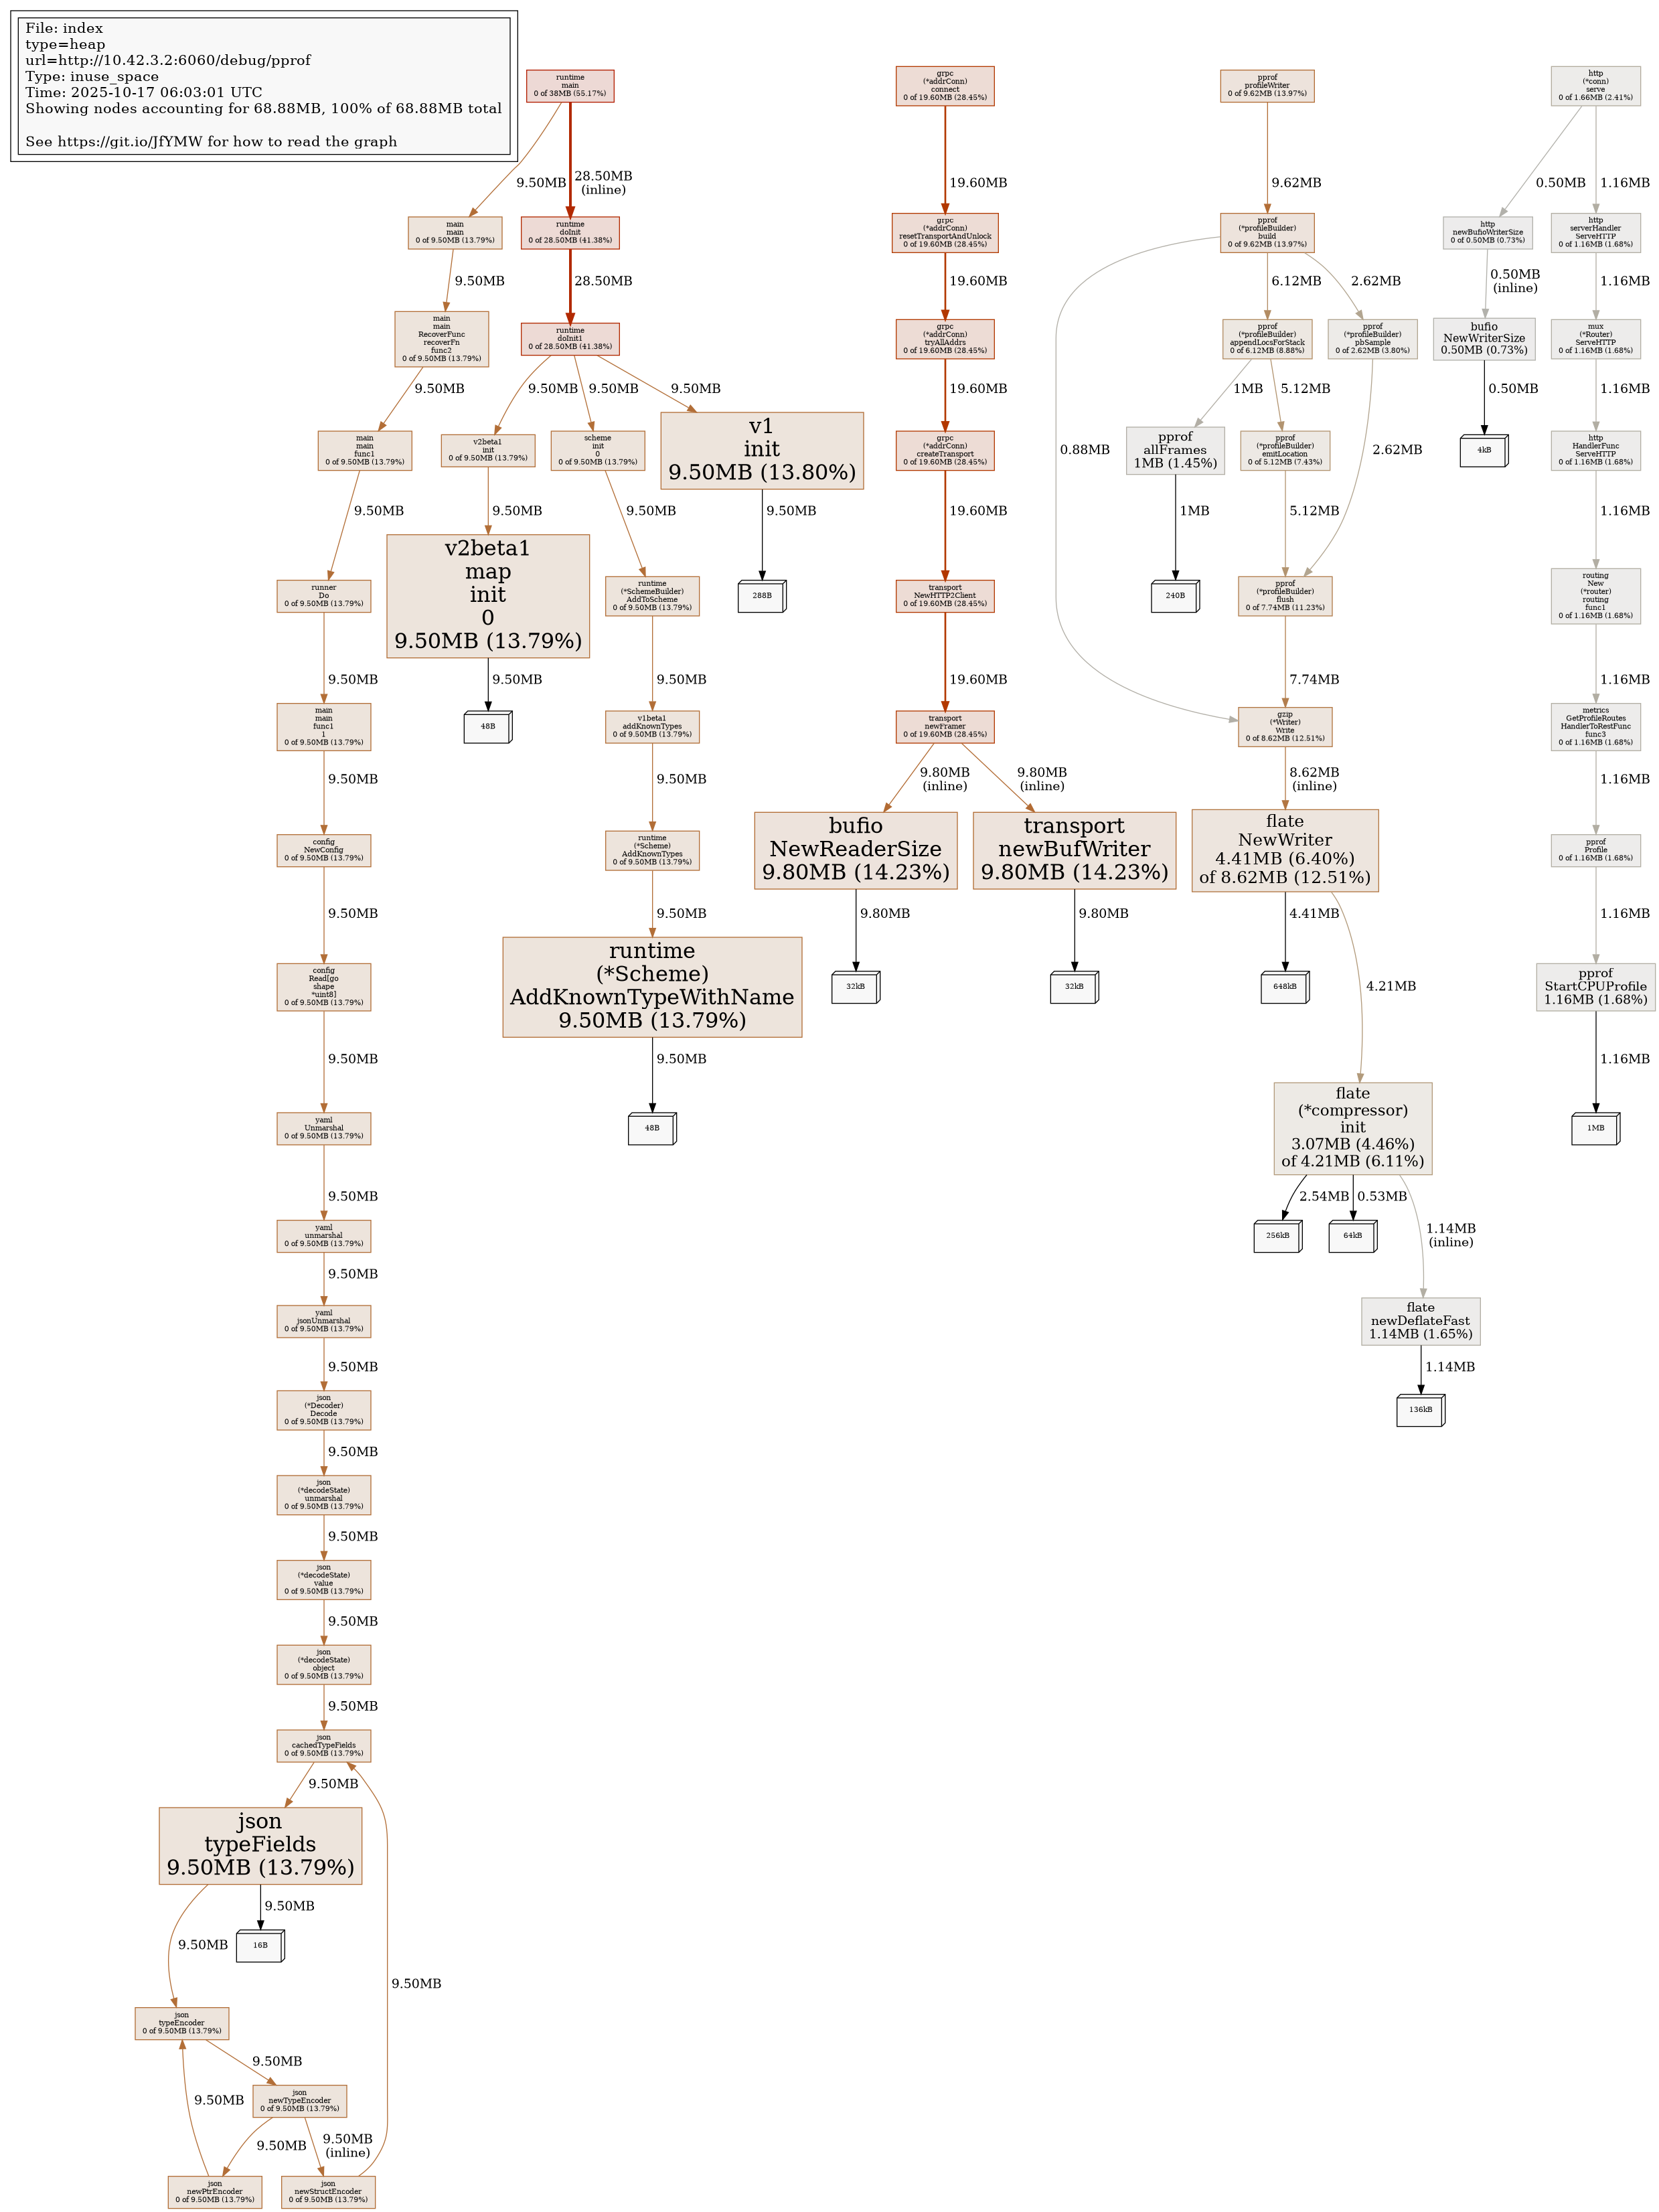 File: index
type=heap
url=http://10.42.3.2:6060/debug/pprof
Type: inuse_space
Time: 2025-10-17 06:03:01 UTC
Showing nodes accounting for 68.88MB, 100% of 68.88MB total
See https://git.io/JfYMW for how to read the graph
runtime
main
0 of 38MB (55.17%)
9.50MB
28.50MB
(inline)
main
main
0 of 9.50MB (13.79%)
runtime
doInit
0 of 28.50MB (41.38%)
9.50MB
28.50MB
main
main
RecoverFunc
recoverFn
func2
0 of 9.50MB (13.79%)
runtime
doInit1
0 of 28.50MB (41.38%)
9.50MB
9.50MB
9.50MB
9.50MB
main
main
func1
0 of 9.50MB (13.79%)
v2beta1
init
0 of 9.50MB (13.79%)
scheme
init
0
0 of 9.50MB (13.79%)
v1
init
9.50MB (13.80%)
9.50MB
9.50MB
9.50MB
9.50MB
288B
runner
Do
0 of 9.50MB (13.79%)
v2beta1
map
init
0
9.50MB (13.79%)
9.50MB
48B
runtime
(*SchemeBuilder)
AddToScheme
0 of 9.50MB (13.79%)
9.50MB
v1beta1
addKnownTypes
0 of 9.50MB (13.79%)
9.50MB
runtime
(*Scheme)
AddKnownTypes
0 of 9.50MB (13.79%)
9.50MB
runtime
(*Scheme)
AddKnownTypeWithName
9.50MB (13.79%)
9.50MB
48B
9.50MB
main
main
func1
1
0 of 9.50MB (13.79%)
9.50MB
config
NewConfig
0 of 9.50MB (13.79%)
9.50MB
config
Read[go
shape
*uint8]
0 of 9.50MB (13.79%)
9.50MB
yaml
Unmarshal
0 of 9.50MB (13.79%)
9.50MB
yaml
unmarshal
0 of 9.50MB (13.79%)
9.50MB
yaml
jsonUnmarshal
0 of 9.50MB (13.79%)
9.50MB
json
(*Decoder)
Decode
0 of 9.50MB (13.79%)
9.50MB
json
(*decodeState)
unmarshal
0 of 9.50MB (13.79%)
9.50MB
json
(*decodeState)
value
0 of 9.50MB (13.79%)
9.50MB
json
(*decodeState)
object
0 of 9.50MB (13.79%)
9.50MB
json
cachedTypeFields
0 of 9.50MB (13.79%)
9.50MB
json
typeFields
9.50MB (13.79%)
9.50MB
16B
9.50MB
9.50MB
json
typeEncoder
0 of 9.50MB (13.79%)
9.50MB
json
newTypeEncoder
0 of 9.50MB (13.79%)
9.50MB
9.50MB
9.50MB
(inline)
json
newPtrEncoder
0 of 9.50MB (13.79%)
json
newStructEncoder
0 of 9.50MB (13.79%)
grpc
(*addrConn)
connect
0 of 19.60MB (28.45%)
19.60MB
grpc
(*addrConn)
resetTransportAndUnlock
0 of 19.60MB (28.45%)
19.60MB
grpc
(*addrConn)
tryAllAddrs
0 of 19.60MB (28.45%)
19.60MB
grpc
(*addrConn)
createTransport
0 of 19.60MB (28.45%)
19.60MB
transport
NewHTTP2Client
0 of 19.60MB (28.45%)
19.60MB
transport
newFramer
0 of 19.60MB (28.45%)
9.80MB
(inline)
9.80MB
(inline)
bufio
NewReaderSize
9.80MB (14.23%)
transport
newBufWriter
9.80MB (14.23%)
9.80MB
9.80MB
32kB
32kB
pprof
profileWriter
0 of 9.62MB (13.97%)
9.62MB
pprof
(*profileBuilder)
build
0 of 9.62MB (13.97%)
0.88MB
6.12MB
2.62MB
pprof
(*profileBuilder)
appendLocsForStack
0 of 6.12MB (8.88%)
pprof
(*profileBuilder)
pbSample
0 of 2.62MB (3.80%)
1MB
5.12MB
2.62MB
pprof
allFrames
1MB (1.45%)
pprof
(*profileBuilder)
emitLocation
0 of 5.12MB (7.43%)
1MB
240B
5.12MB
pprof
(*profileBuilder)
flush
0 of 7.74MB (11.23%)
7.74MB
gzip
(*Writer)
Write
0 of 8.62MB (12.51%)
8.62MB
(inline)
flate
NewWriter
4.41MB (6.40%)
of 8.62MB (12.51%)
4.41MB
648kB
4.21MB
flate
(*compressor)
init
3.07MB (4.46%)
of 4.21MB (6.11%)
2.54MB
0.53MB
256kB
64kB
1.14MB
(inline)
flate
newDeflateFast
1.14MB (1.65%)
1.14MB
136kB
http
(*conn)
serve
0 of 1.66MB (2.41%)
0.50MB
1.16MB
http
newBufioWriterSize
0 of 0.50MB (0.73%)
0.50MB
(inline)
bufio
NewWriterSize
0.50MB (0.73%)
0.50MB
4kB
http
serverHandler
ServeHTTP
0 of 1.16MB (1.68%)
1.16MB
mux
(*Router)
ServeHTTP
0 of 1.16MB (1.68%)
1.16MB
http
HandlerFunc
ServeHTTP
0 of 1.16MB (1.68%)
1.16MB
routing
New
(*router)
routing
func1
0 of 1.16MB (1.68%)
1.16MB
metrics
GetProfileRoutes
HandlerToRestFunc
func3
0 of 1.16MB (1.68%)
1.16MB
pprof
Profile
0 of 1.16MB (1.68%)
1.16MB
pprof
StartCPUProfile
1.16MB (1.68%)
1.16MB
1MB